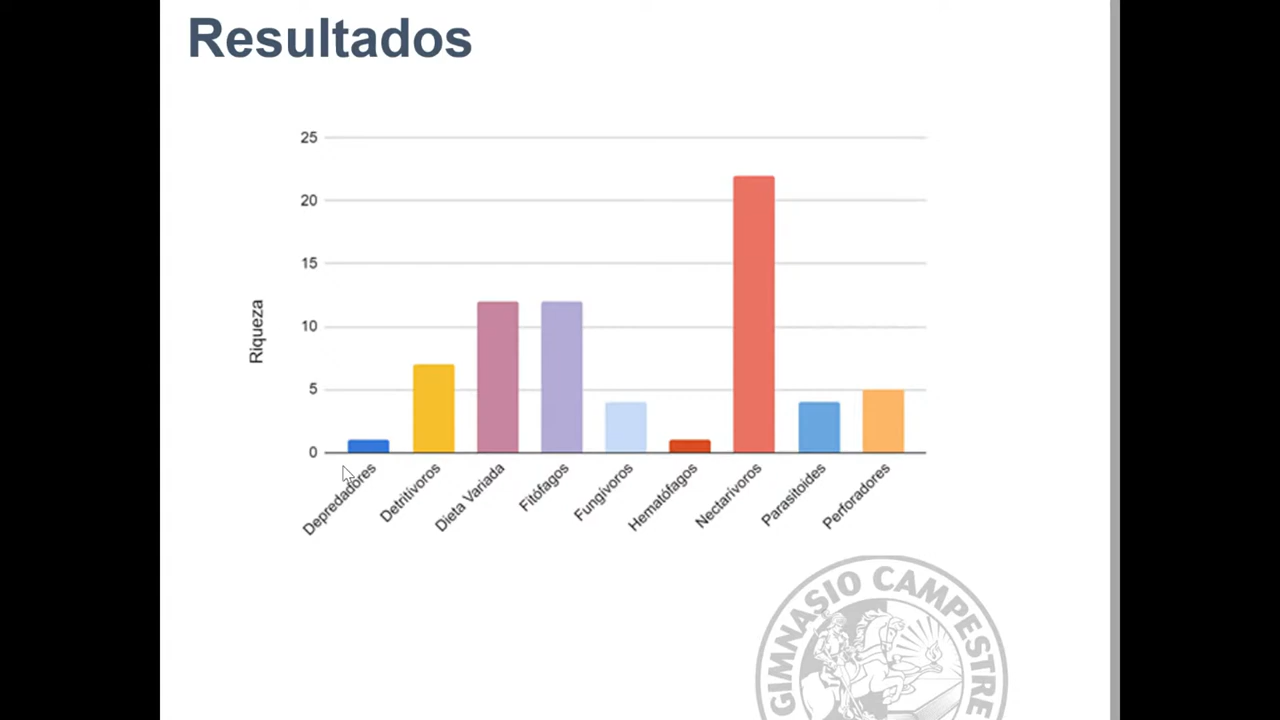 Resultados
25
20
15
10
5
0
Riqueza
Depredadores
Detritívoros
Dieta Variada
Fitófagos
Fungívoros
Hematófagos
Nectarívoros
Parasitoides
Perforadores
GIMNASIO CAMPESTRE